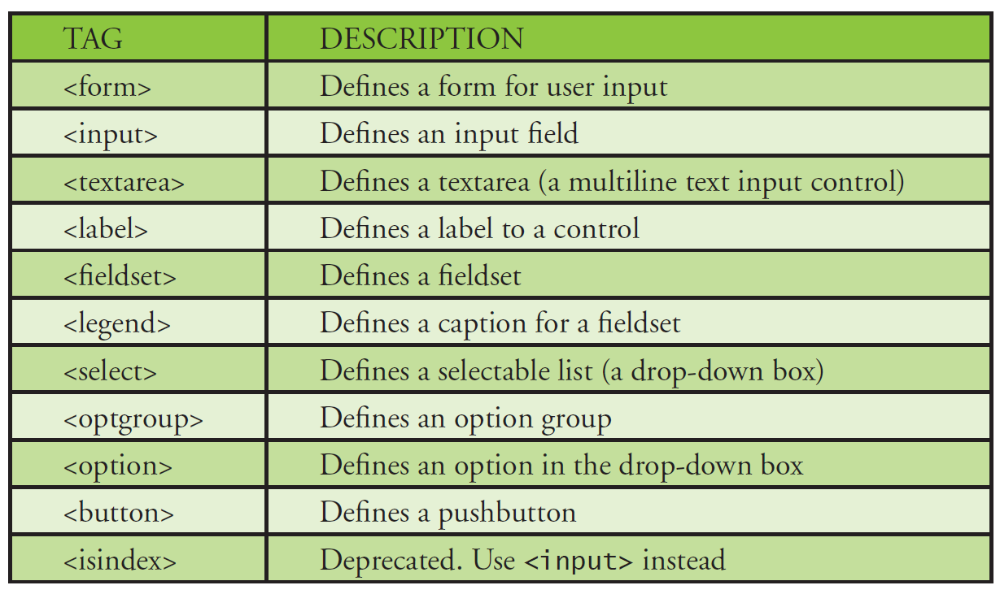 TAG DESCRIPTION
<form> Defines a form for user input
<input> Defines an input field
<textarea> Defines a textarea (a multiline text input control)
<label> Defines a label to a control
<fieldset> Defines a fieldset
<legend> Defines a caption for a fieldset
<select> Defines a selectable list (a drop-down box)
<optgroup> Defines an option group
<option> Defines an option in the drop-down box
<button> Defines a pushbutton
<isindex> Deprecated. Use <input> instead